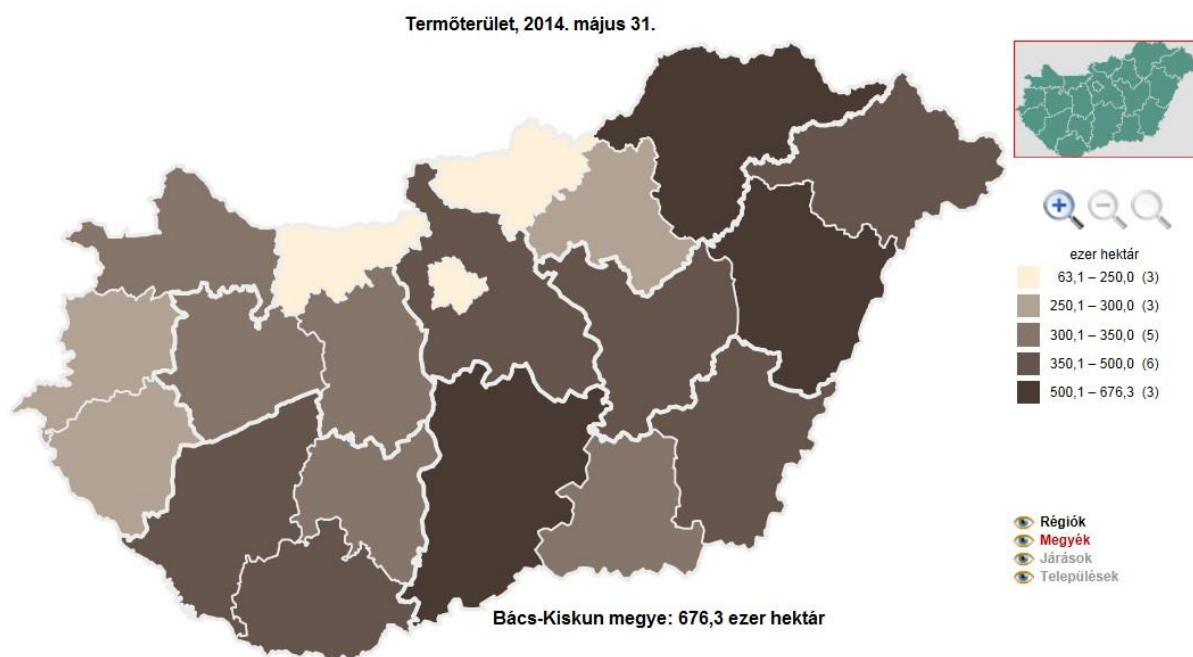 Termőterület, 2014. május 31.
ezer hektár
63,1 – 250,0 (3)
250,1 – 300,0 (3)
300,1 – 350,0 (5)
350,1 – 500,0 (6)
500,1 – 676,3 (3)
Régiók
Megyék
Járások
Települések
Bács-Kiskun megye: 676,3 ezer hektár